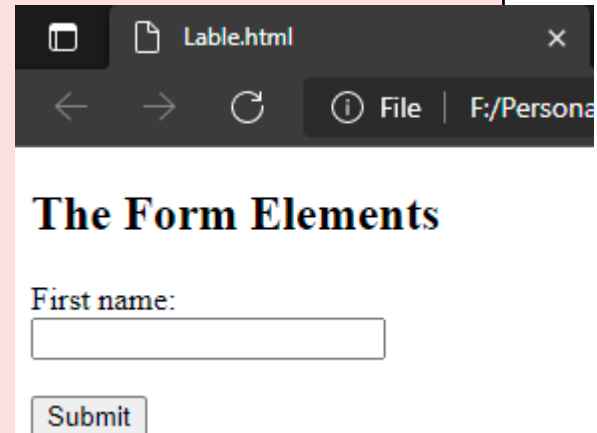 Lable.html
File F:/Persona
The Form Elements
First name:
Submit